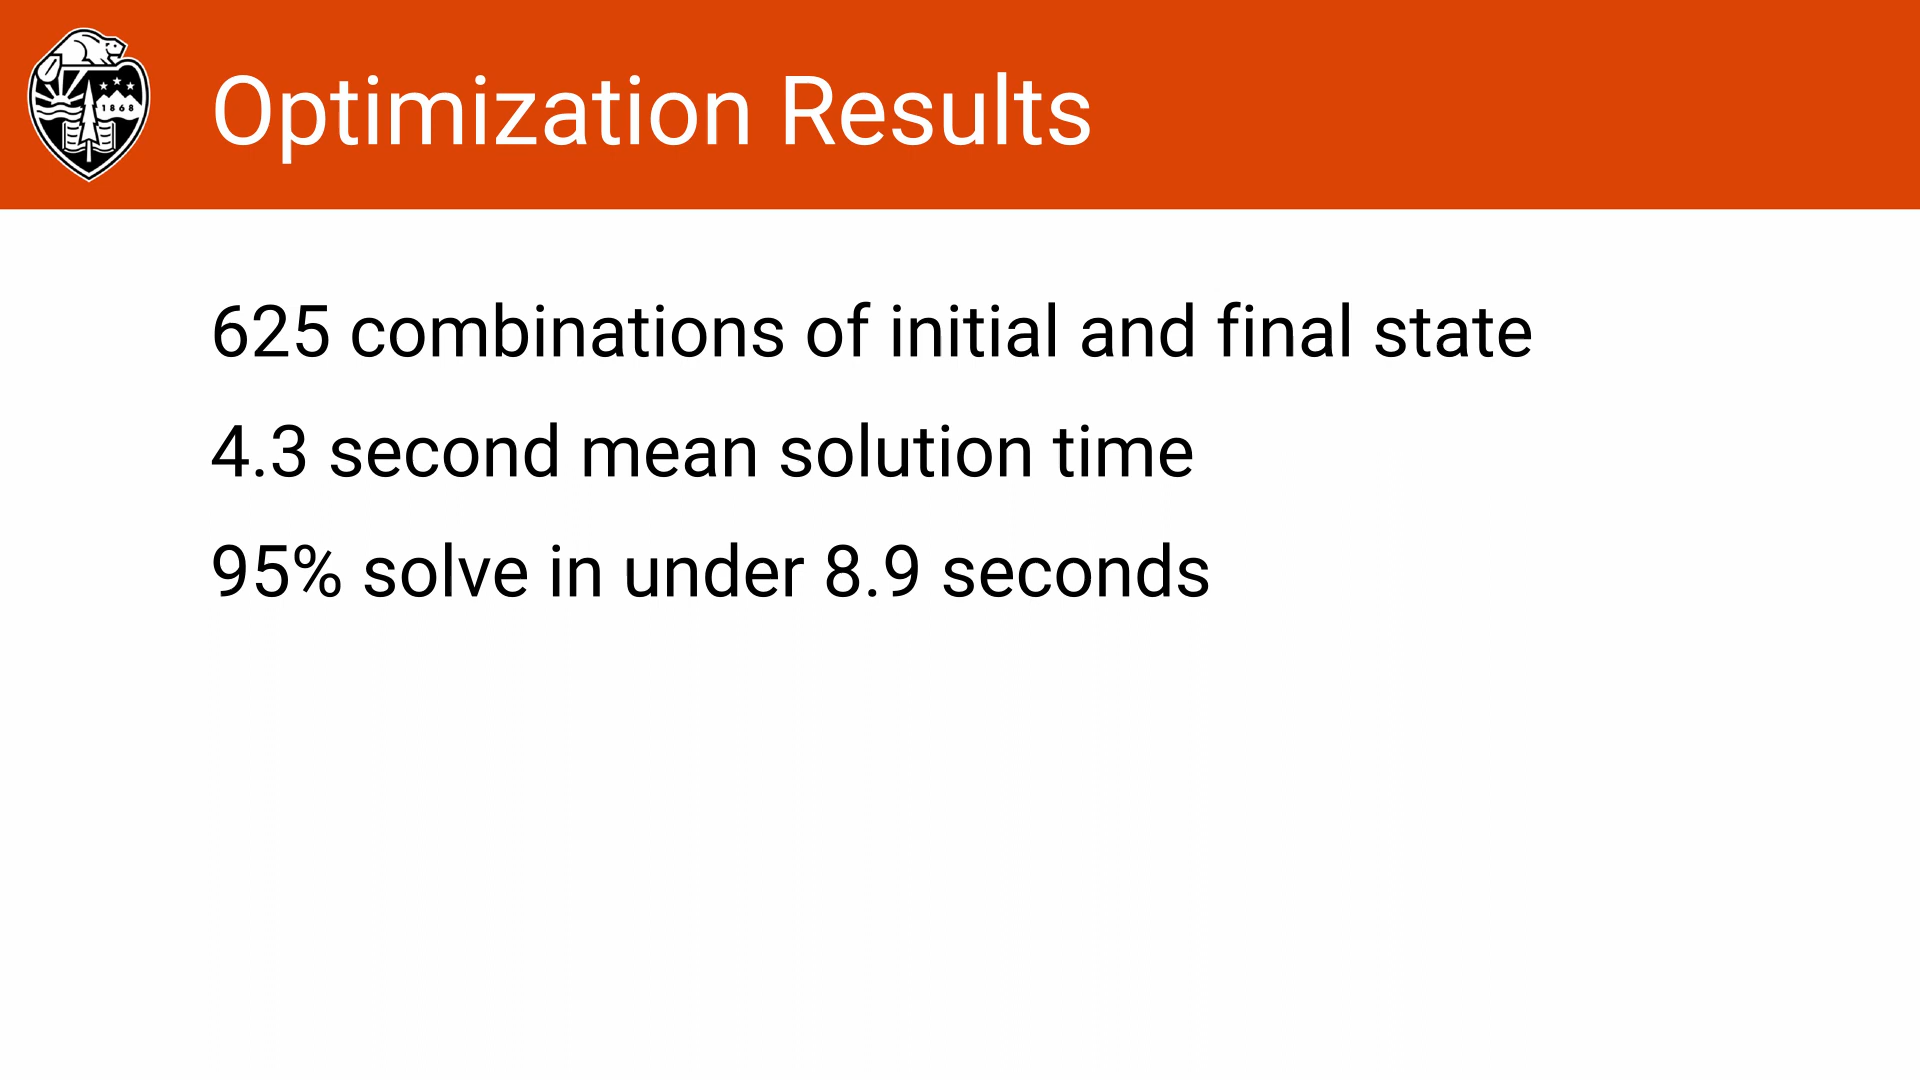 1868
Optimization Results
625 combinations of initial and final state
4.3 second mean solution time
95% solve in under 8.9 seconds